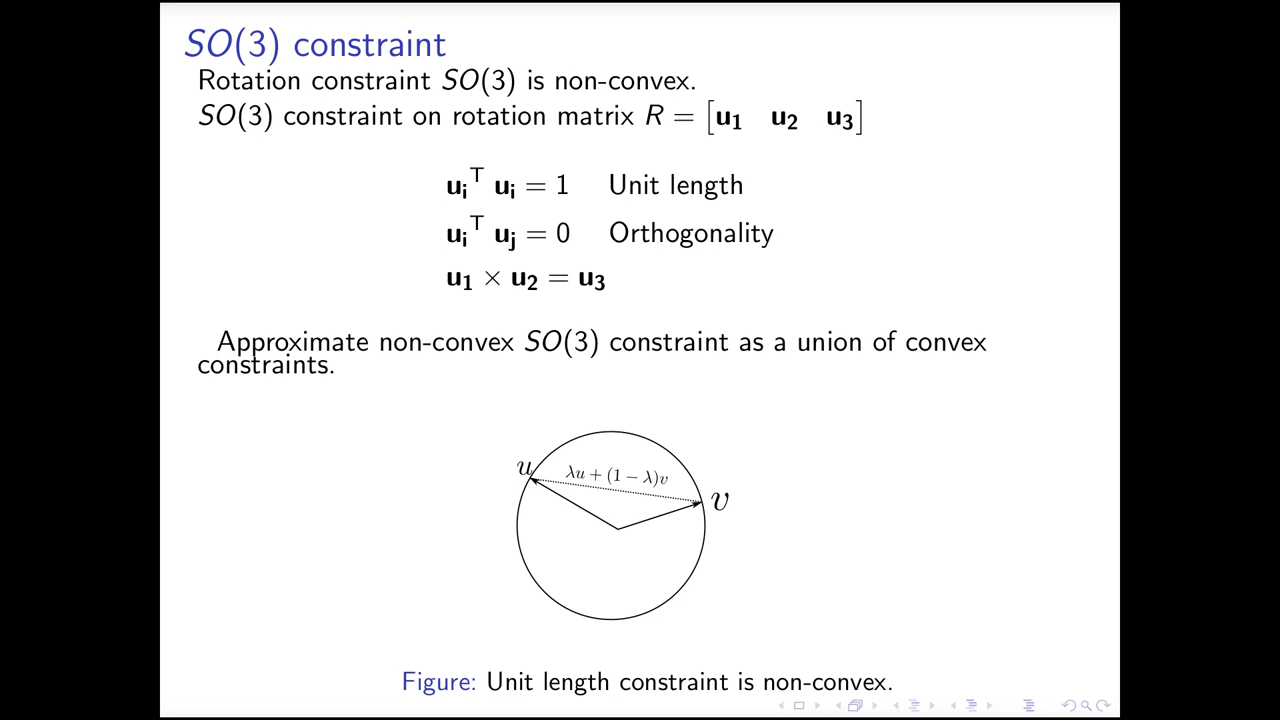 SO(3) constraint
Rotation constraint SO(3) is non-convex.
SO(3) constraint on rotation matrix R = [u₁ u₂ u₃]
uᵢᵀ uᵢ = 1 Unit length
uᵢᵀ uⱼ = 0 Orthogonality
u₁ × u₂ = u₃
Approximate non-convex SO(3) constraint as a union of convex
constraints.
u
λu + (1 − λ)v
v
Figure: Unit length constraint is non-convex.